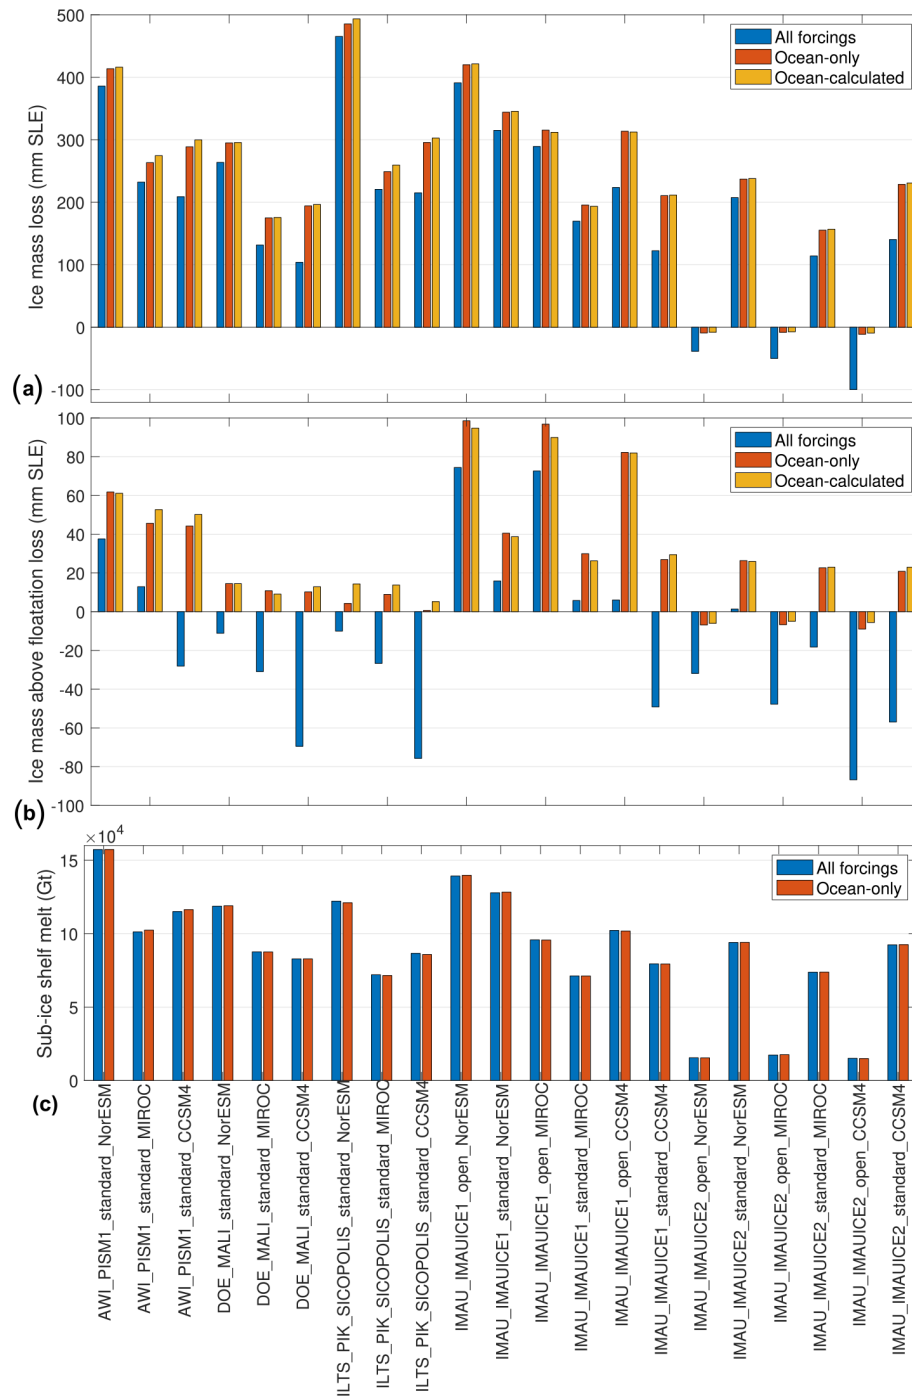 500
400
300
200
100
0
-100
Ice mass loss (mm SLE)
All forcings
Ocean-only
Ocean-calculated
(a)
100
80
60
40
20
0
-20
-40
-60
-80
-100
Ice mass above floatation loss (mm SLE)
All forcings
Ocean-only
Ocean-calculated
(b)
×10⁴
15
10
5
0
Sub-ice shelf melt (Gt)
All forcings
Ocean-only
(c)
AWI_PISM1_standard_NorESM
AWI_PISM1_standard_MIROC
AWI_PISM1_standard_CCSM4
DOE_MALI_standard_NorESM
DOE_MALI_standard_MIROC
DOE_MALI_standard_CCSM4
ILTS_PIK_SICOPOLIS_standard_NorESM
ILTS_PIK_SICOPOLIS_standard_MIROC
ILTS_PIK_SICOPOLIS_standard_CCSM4
IMAU_IMAUICE1_open_NorESM
IMAU_IMAUICE1_standard_NorESM
IMAU_IMAUICE1_open_MIROC
IMAU_IMAUICE1_standard_MIROC
IMAU_IMAUICE1_open_CCSM4
IMAU_IMAUICE1_standard_CCSM4
IMAU_IMAUICE2_open_NorESM
IMAU_IMAUICE2_standard_NorESM
IMAU_IMAUICE2_open_MIROC
IMAU_IMAUICE2_standard_MIROC
IMAU_IMAUICE2_open_CCSM4
IMAU_IMAUICE2_standard_CCSM4